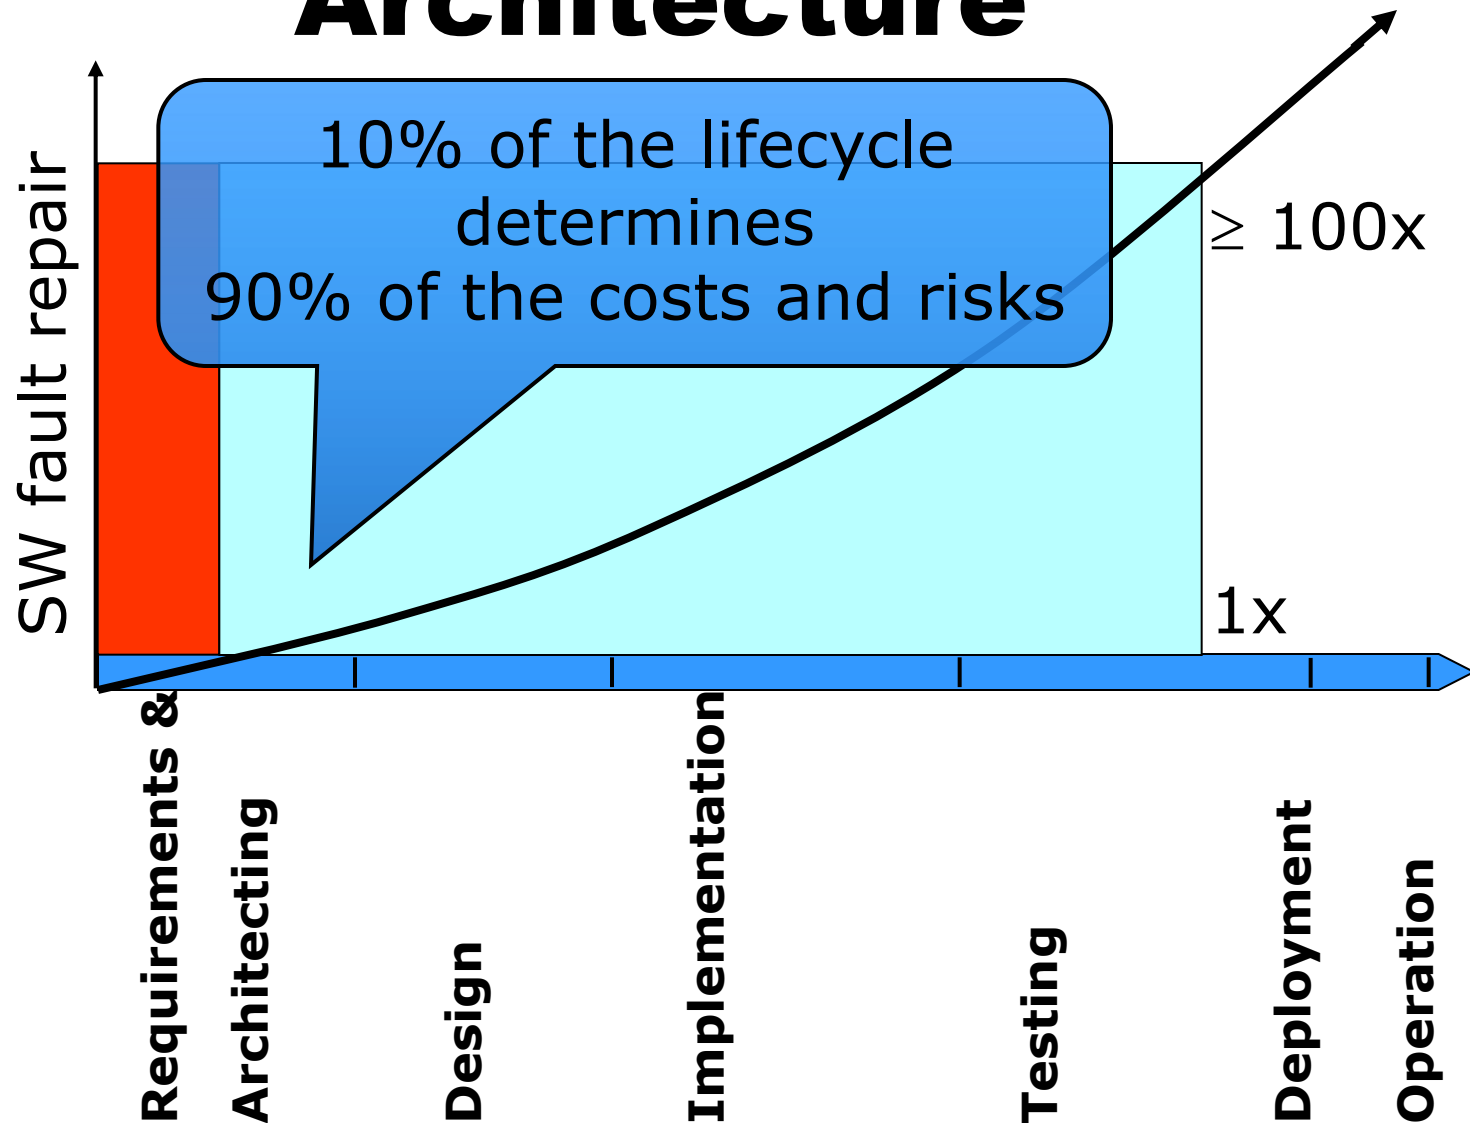 Architecture
10% of the lifecycle
determines
90% of the costs and risks
SW fault repair
≥ 100x
1x
Requirements &
Architecting
Design
Implementation
Testing
Deployment
Operation